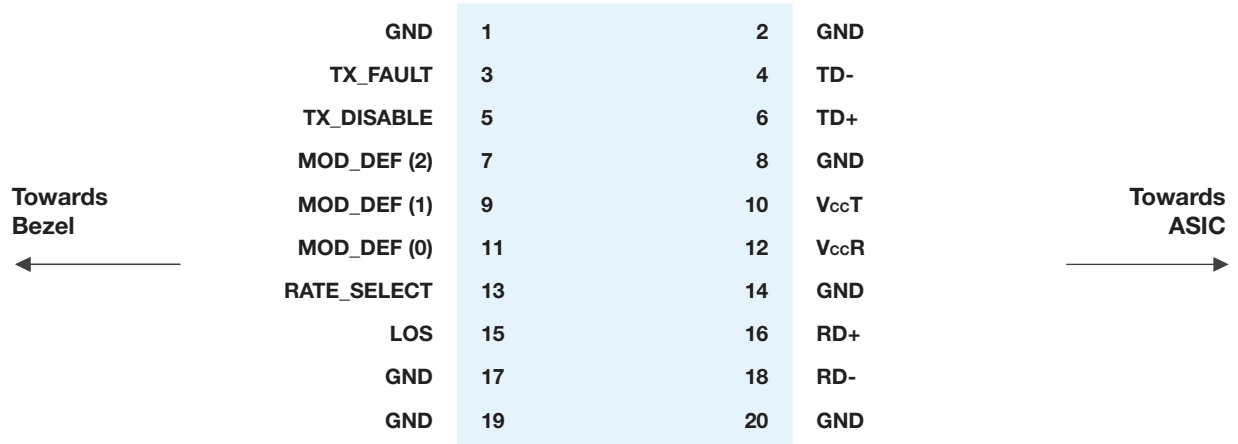 GND 1 2 GND
TX_FAULT 3 4 TD-
TX_DISABLE 5 6 TD+
MOD_DEF (2) 7 8 GND
Towards
Bezel
MOD_DEF (1) 9 10 VccT
MOD_DEF (0) 11 12 VccR
Towards
ASIC
RATE_SELECT 13 14 GND
LOS 15 16 RD+
GND 17 18 RD-
GND 19 20 GND